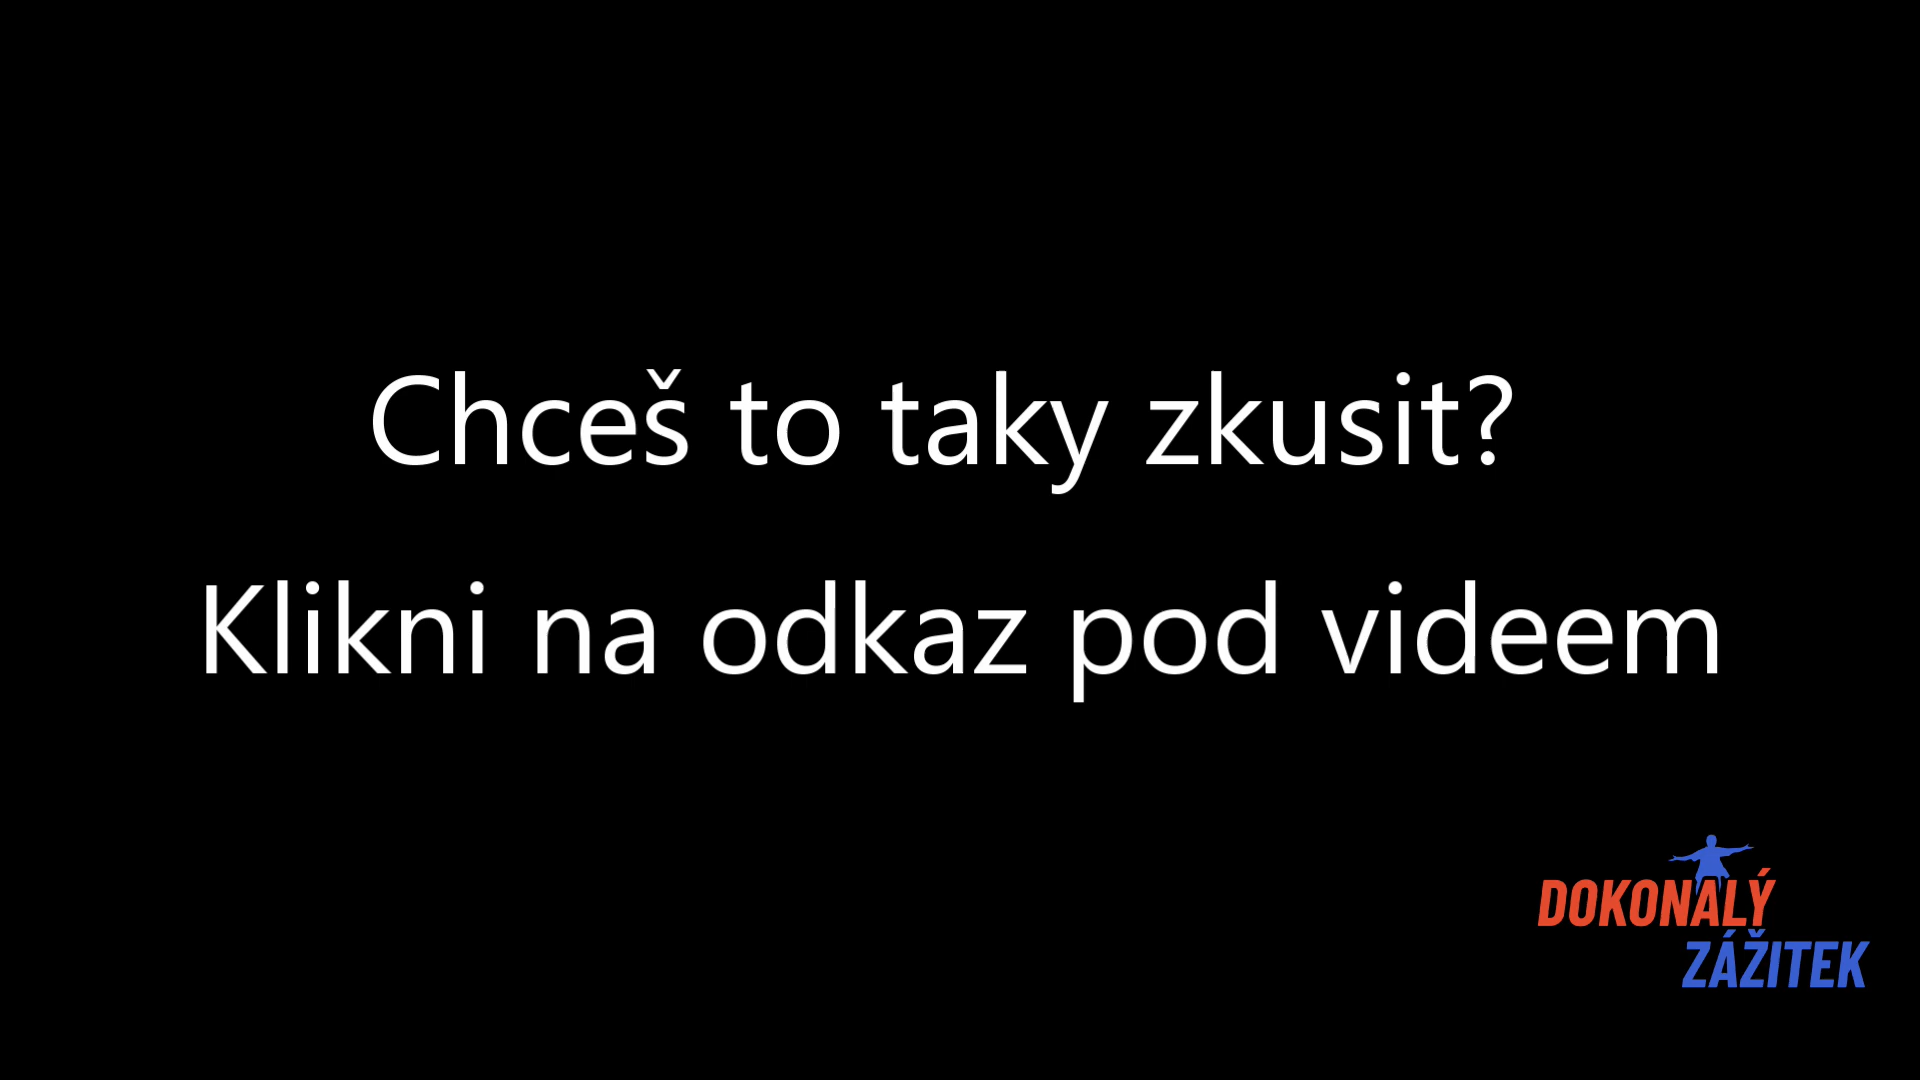 Chceš to taky zkusit?
Klikni na odkaz pod videem
DOKONALÝ
ZÁŽITEK